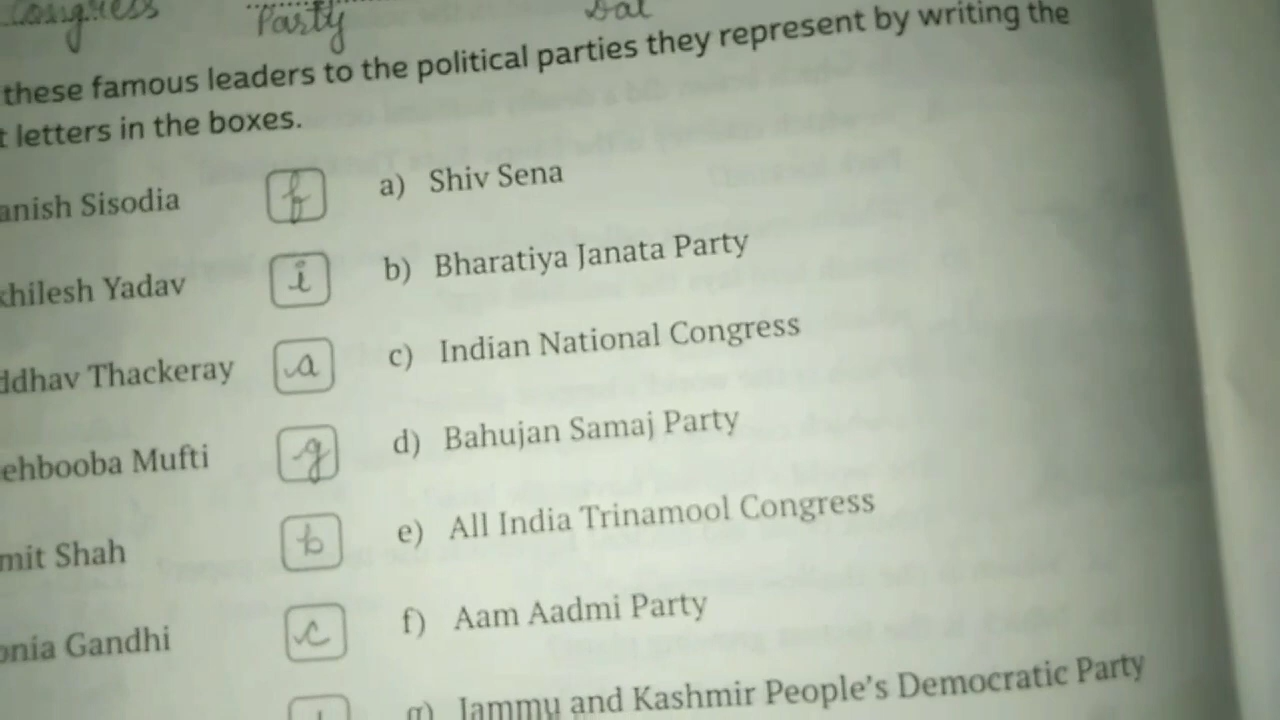 Congress Party Dal
these famous leaders to the political parties they represent by writing the
t letters in the boxes.
anish Sisodia f a) Shiv Sena
khilesh Yadav i b) Bharatiya Janata Party
ddhav Thackeray a c) Indian National Congress
ehbooba Mufti g d) Bahujan Samaj Party
mit Shah b e) All India Trinamool Congress
onia Gandhi c f) Aam Aadmi Party
g) Jammu and Kashmir People's Democratic Party